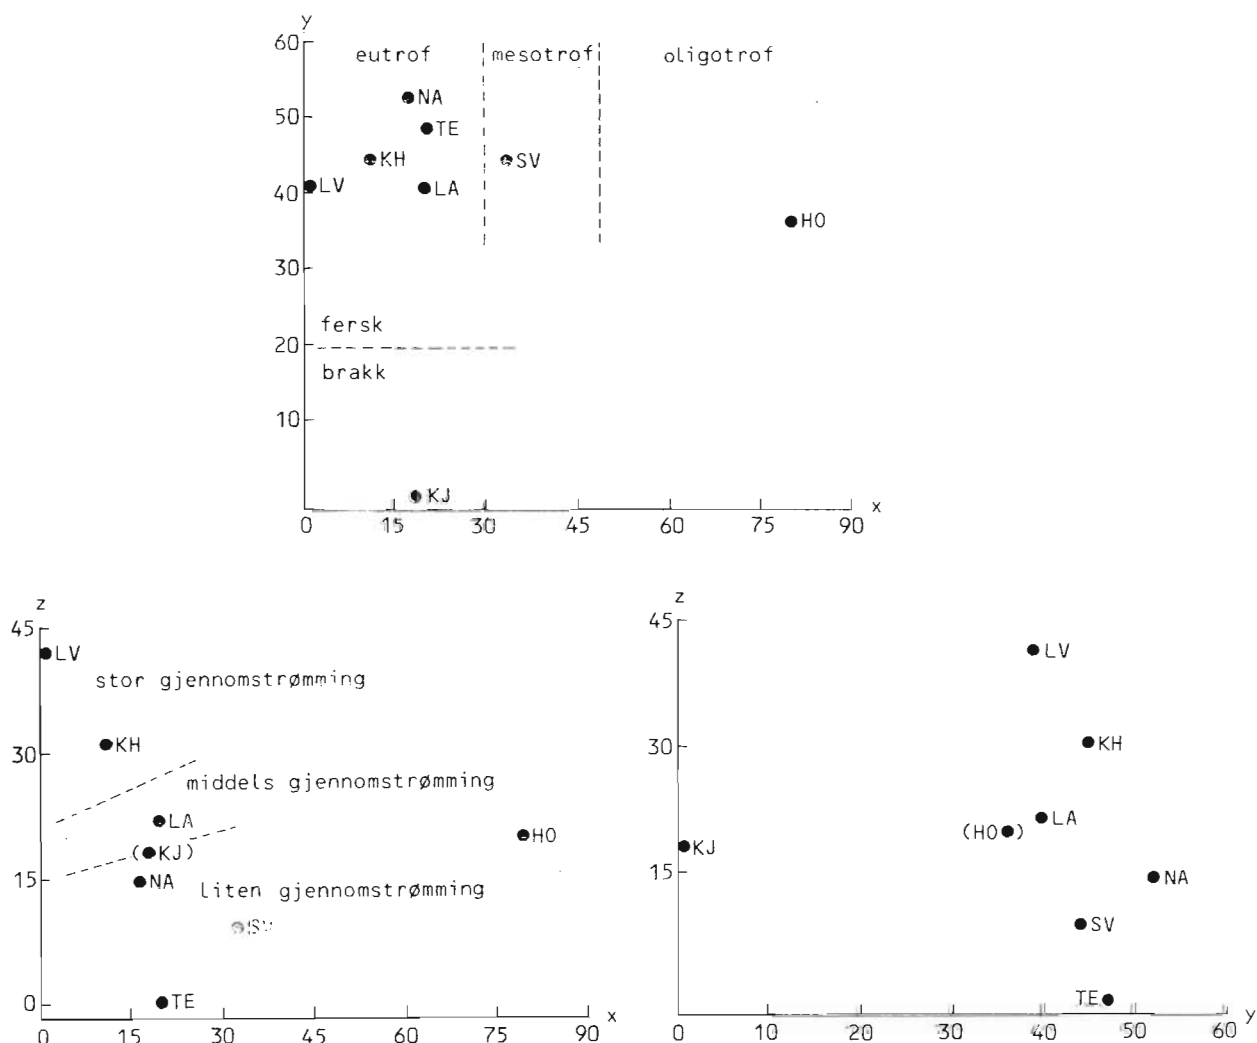 y
60 eutrof mesotrof oligotrof
NA
50
TE
KH SV
LV LA
40
HO
30
fersk
20
brakk
10
KJ
0 15 30 45 60 75 90 x
z
45
LV
stor gjennomstrømming
KH
30
middels gjennomstrømming
LA
HO
(KJ)
15 NA
liten gjennomstrømming
SV
0 TE
0 15 30 45 60 75 90 x
z
45
LV
30 KH
LA
(HO)
KJ
15 NA
SV
TE
0 10 20 30 40 50 60 y